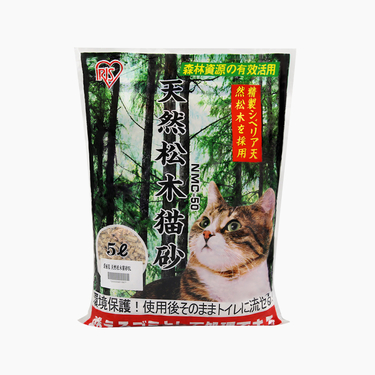 IRIS
森林資源の有效活用
精製シベリア天
然松木を採用
天然松木猫砂
NMC-50
5ℓ
環境保護！使用後そのままトイレに流せる